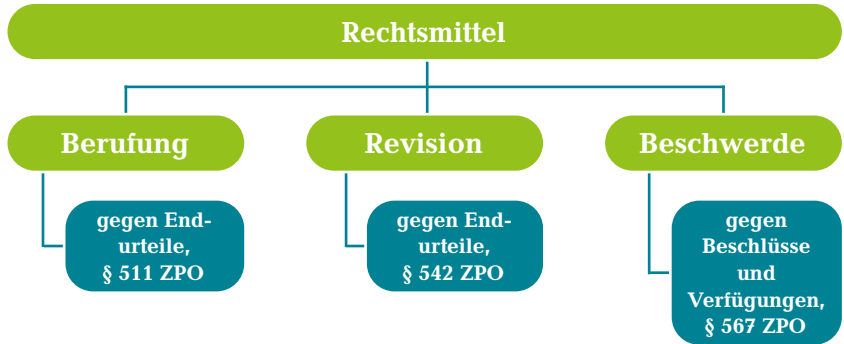 Rechtsmittel
Berufung
Revision
Beschwerde
gegen End-
urteile,
§ 511 ZPO
gegen End-
urteile,
§ 542 ZPO
gegen
Beschlüsse
und
Verfügungen,
§ 567 ZPO